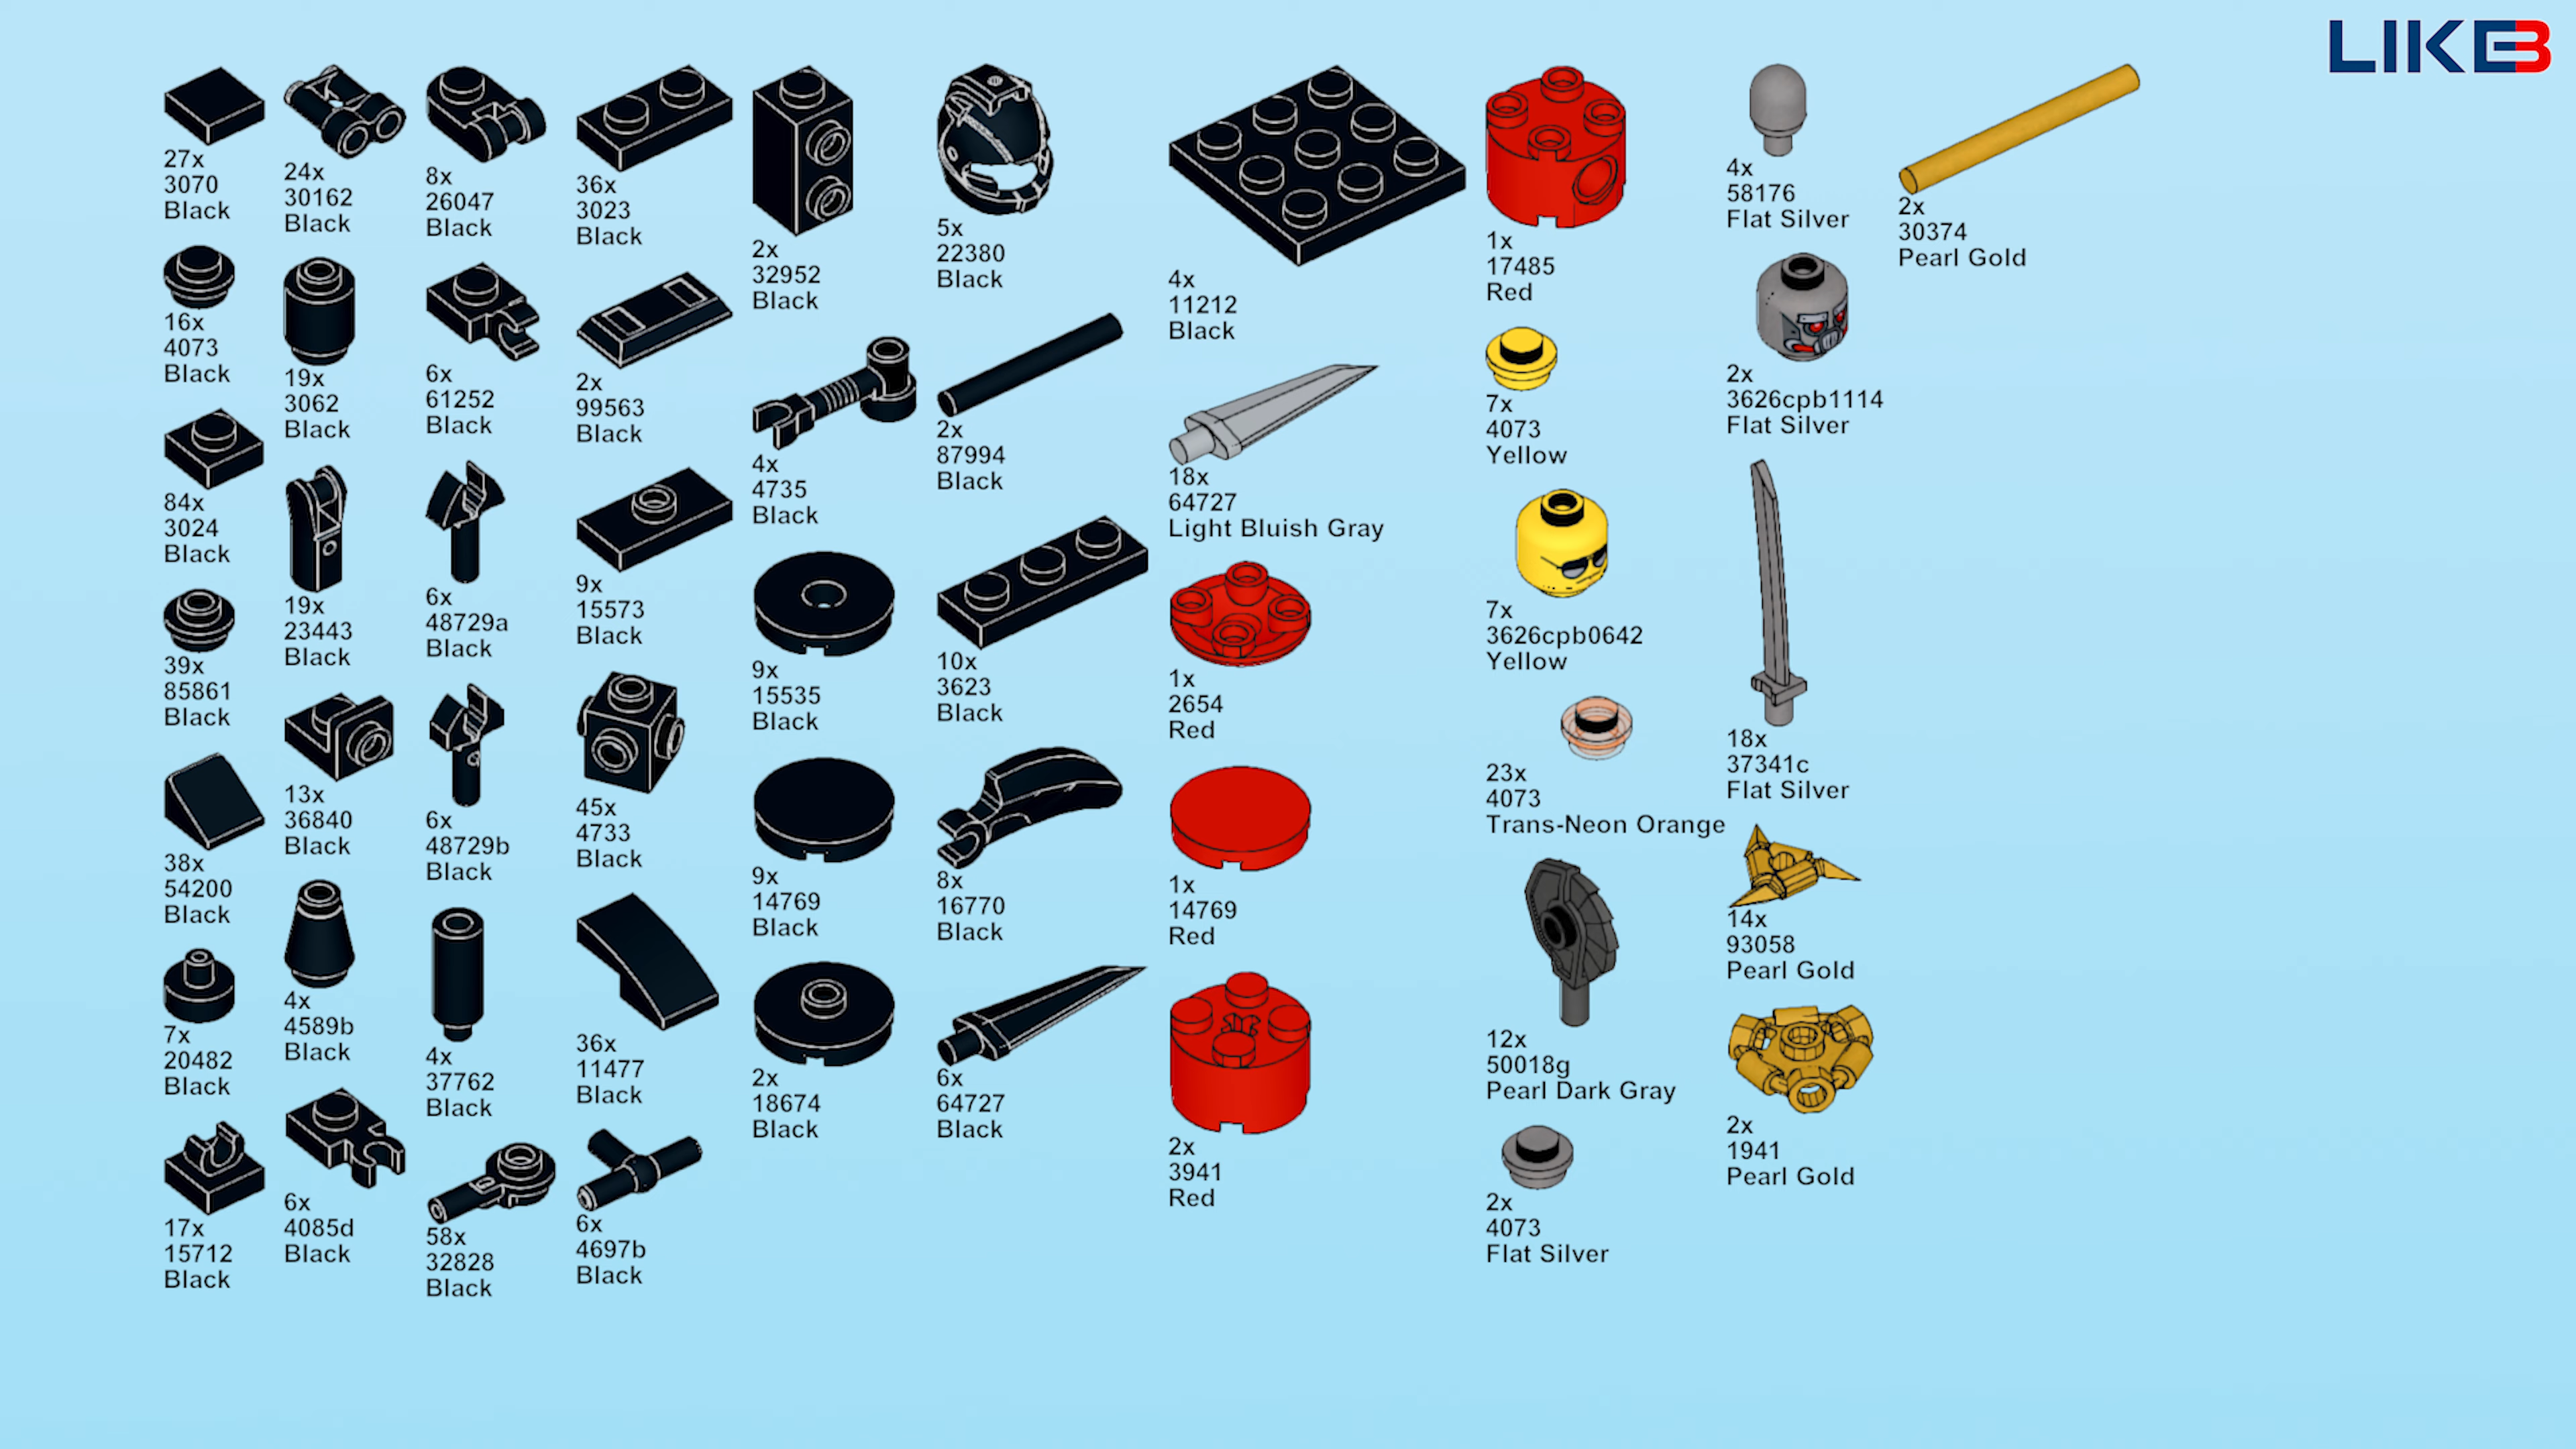 LIKEB
27x
3070
Black
16x
4073
Black
84x
3024
Black
39x
85861
Black
38x
54200
Black
7x
20482
Black
17x
15712
Black
24x
30162
Black
19x
3062
Black
19x
23443
Black
13x
36840
Black
4x
4589b
Black
6x
4085d
Black
8x
26047
Black
6x
61252
Black
6x
48729a
Black
6x
48729b
Black
4x
37762
Black
58x
32828
Black
36x
3023
Black
2x
99563
Black
9x
15573
Black
45x
4733
Black
36x
11477
Black
6x
4697b
Black
2x
32952
Black
4x
4735
Black
9x
15535
Black
9x
14769
Black
2x
18674
Black
5x
22380
Black
2x
87994
Black
10x
3623
Black
8x
16770
Black
6x
64727
Black
4x
11212
Black
18x
64727
Light Bluish Gray
1x
2654
Red
1x
14769
Red
2x
3941
Red
1x
17485
Red
7x
4073
Yellow
7x
3626cpb0642
Yellow
23x
4073
Trans-Neon Orange
12x
50018g
Pearl Dark Gray
2x
4073
Flat Silver
4x
58176
Flat Silver
2x
3626cpb1114
Flat Silver
18x
37341c
Flat Silver
14x
93058
Pearl Gold
2x
1941
Pearl Gold
2x
30374
Pearl Gold